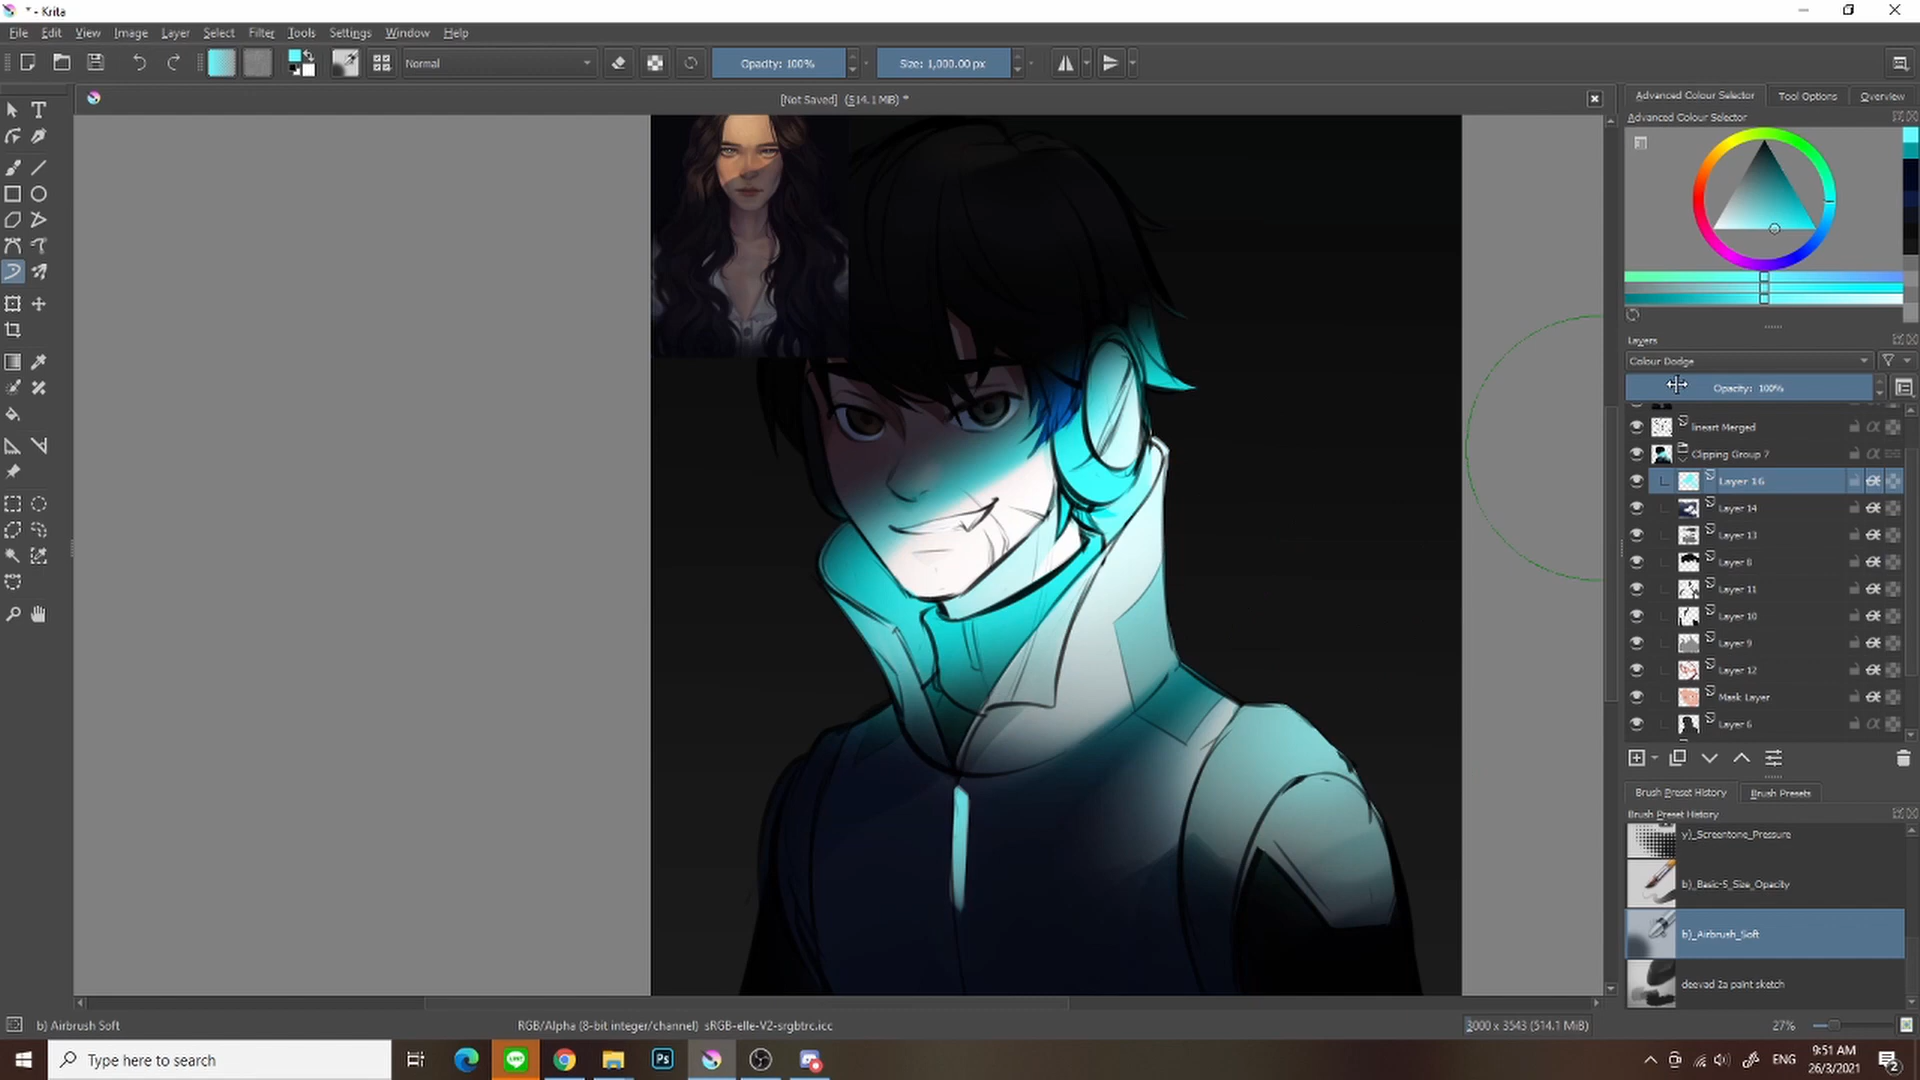 * - Krita
File Edit View Image Layer Select Filter Tools Settings Window Help
Normal Opacity: 100% Size: 1,000.00 px
[Not Saved] (514.1 MiB) *
Advanced Colour Selector Tool Options Overview
Advanced Colour Selector
Layers
Colour Dodge
Opacity: 100%
lineart Merged
Clipping Group 7
Layer 16
Layer 14
Layer 13
Layer 8
Layer 11
Layer 10
Layer 9
Layer 12
Mask Layer
Layer 6
Brush Preset History Brush Presets
Brush Preset History
y)_Screentone_Pressure
b)_Basic-5_Size_Opacity
b)_Airbrush_Soft
deevad 2a paint sketch
b) Airbrush Soft RGB/Alpha (8-bit integer/channel) sRGB-elle-V2-srgbtrc.icc 3000 x 3543 (514.1 MiB) 27%
Type here to search
LINE
Ps
ENG
9:51 AM
26/3/2021
2